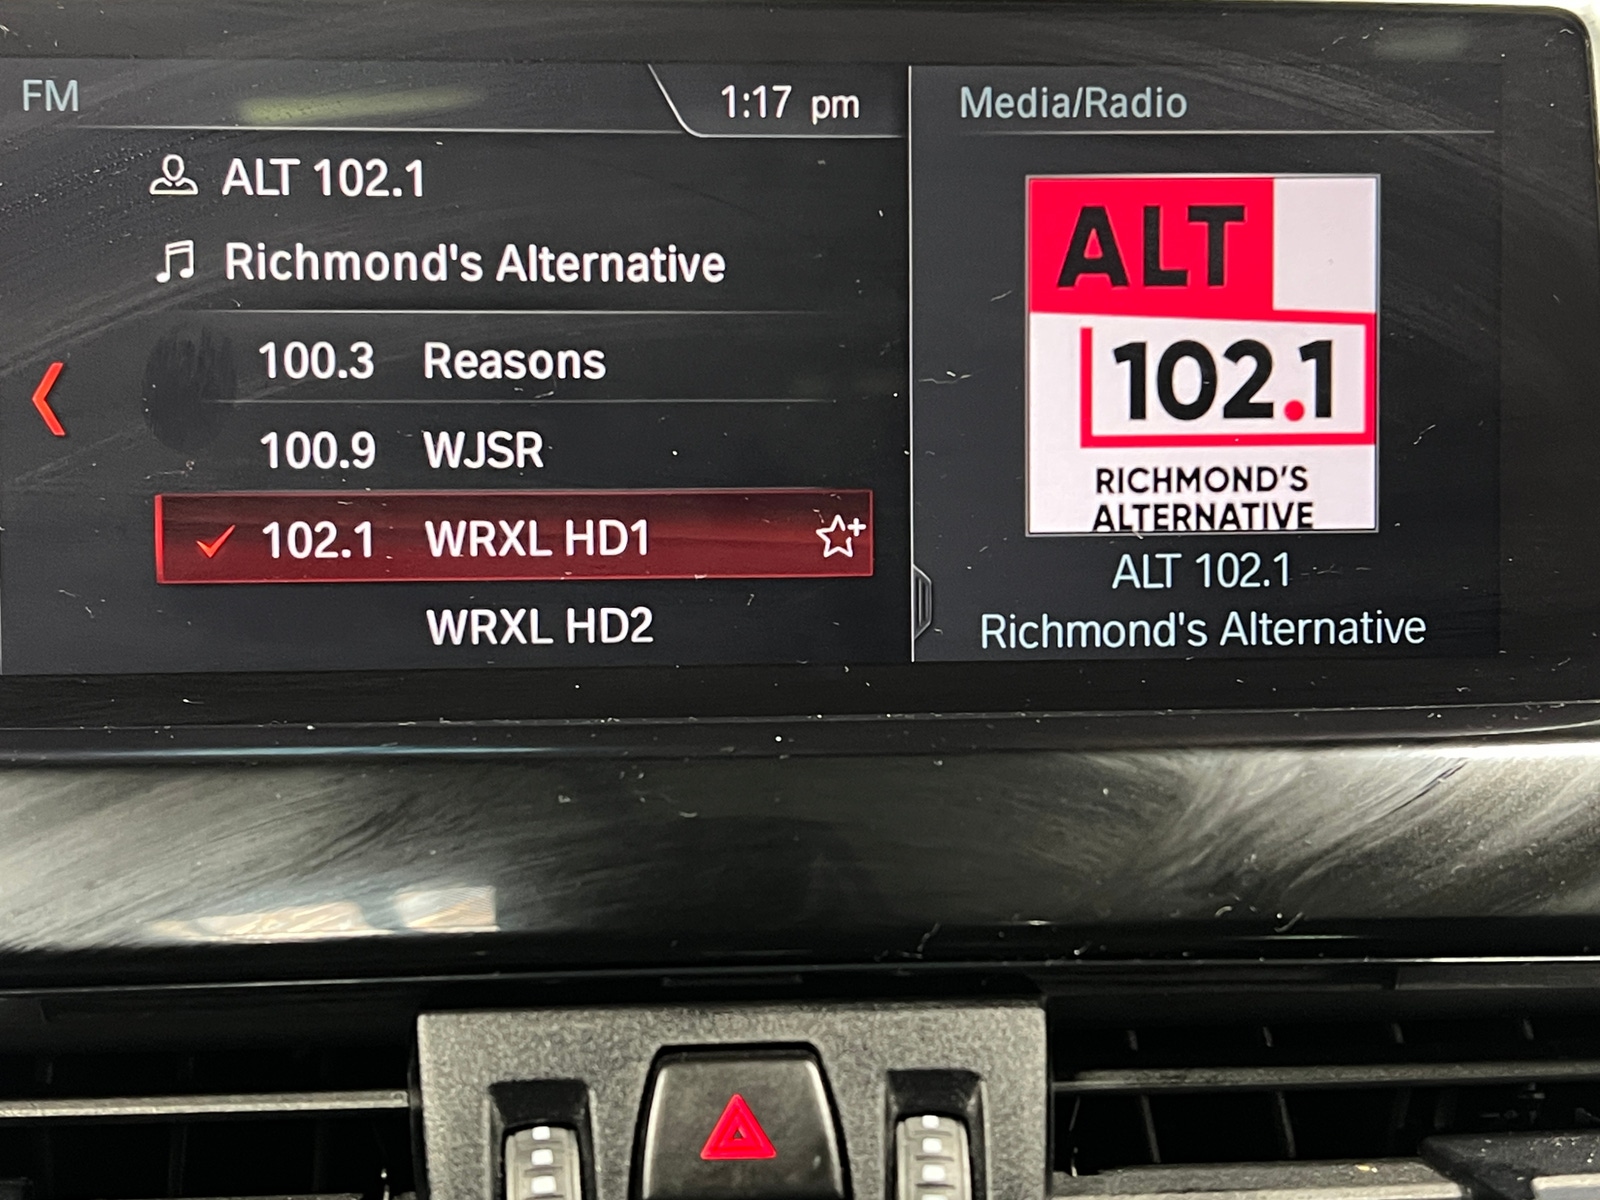 FM
1:17 pm
ALT 102.1
Richmond's Alternative
100.3 Reasons
100.9 WJSR
102.1 WRXL HD1
WRXL HD2
Media/Radio
ALT
102.1
RICHMOND'S
ALTERNATIVE
ALT 102.1
Richmond's Alternative